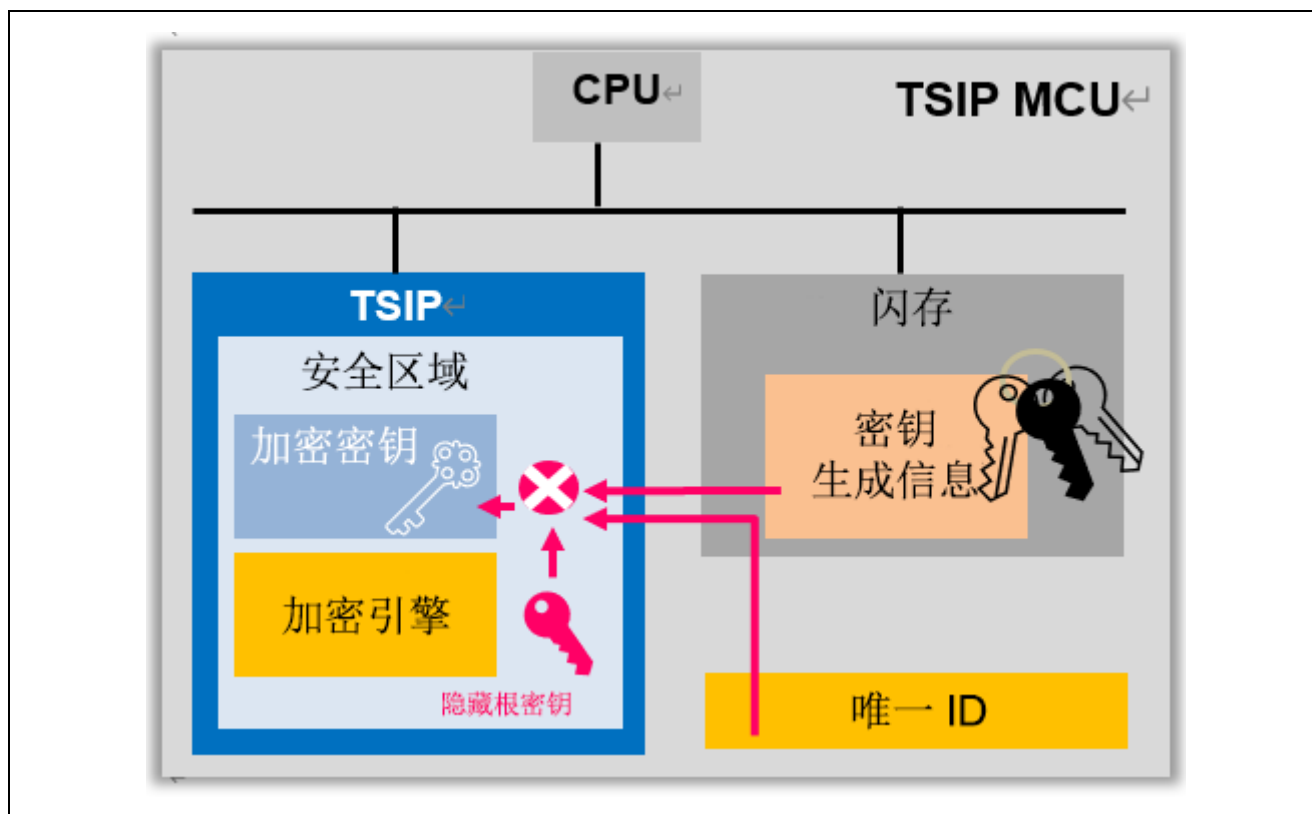 CPU↵
TSIP MCU↵
TSIP↵
安全区域
加密密钥
加密引擎
隐藏根密钥
闪存
密钥
生成信息
唯一 ID